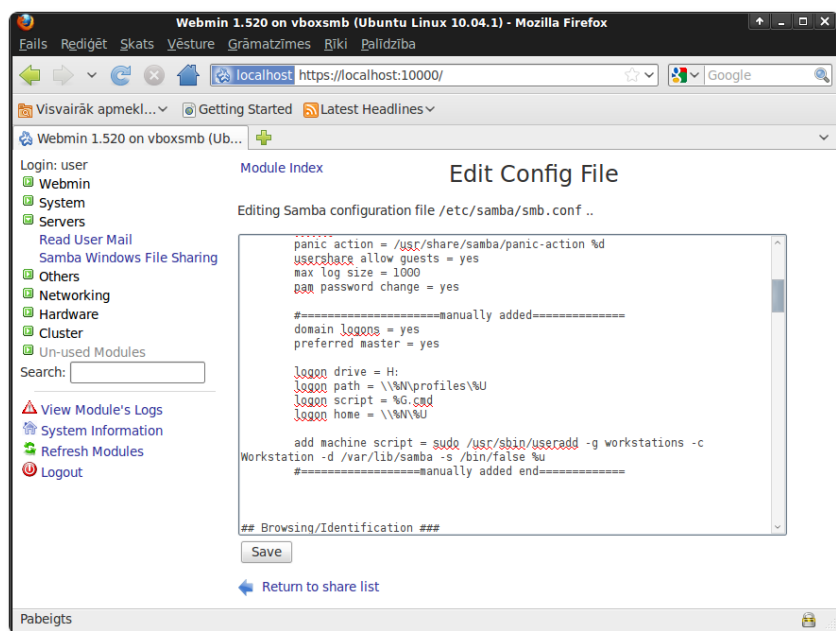 Webmin 1.520 on vboxsmb (Ubuntu Linux 10.04.1) - Mozilla Firefox
Fails Rediģēt Skats Vēsture Grāmatzīmes Rīki Palīdzība
localhost https://localhost:10000/ Google
Visvairāk apmekl... Getting Started Latest Headlines
Webmin 1.520 on vboxsmb (Ub...
Login: user
Webmin
System
Servers
Read User Mail
Samba Windows File Sharing
Others
Networking
Hardware
Cluster
Un-used Modules
Search:
View Module's Logs
System Information
Refresh Modules
Logout
Module Index
Edit Config File
Editing Samba configuration file /etc/samba/smb.conf ..
panic action = /usr/share/samba/panic-action %d
usershare allow guests = yes
max log size = 1000
pam password change = yes
#=====================manually added==============
domain logons = yes
preferred master = yes
logon drive = H:
logon path = \\%N\profiles\%U
logon script = %G.cmd
logon home = \\%N\%U
add machine script = sudo /usr/sbin/useradd -g workstations -c
Workstation -d /var/lib/samba -s /bin/false %u
#==================manually added end=============
## Browsing/Identification ###
Save
Return to share list
Pabeigts